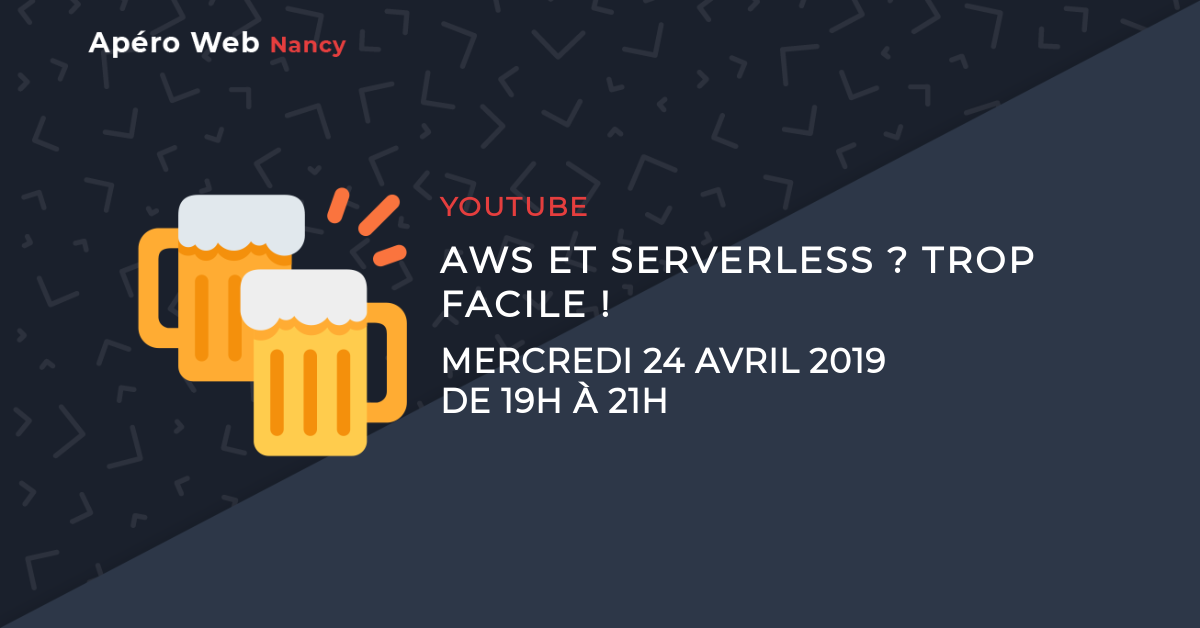 Apéro Web Nancy
YOUTUBE
AWS ET SERVERLESS ? TROP
FACILE !
MERCREDI 24 AVRIL 2019
DE 19H À 21H